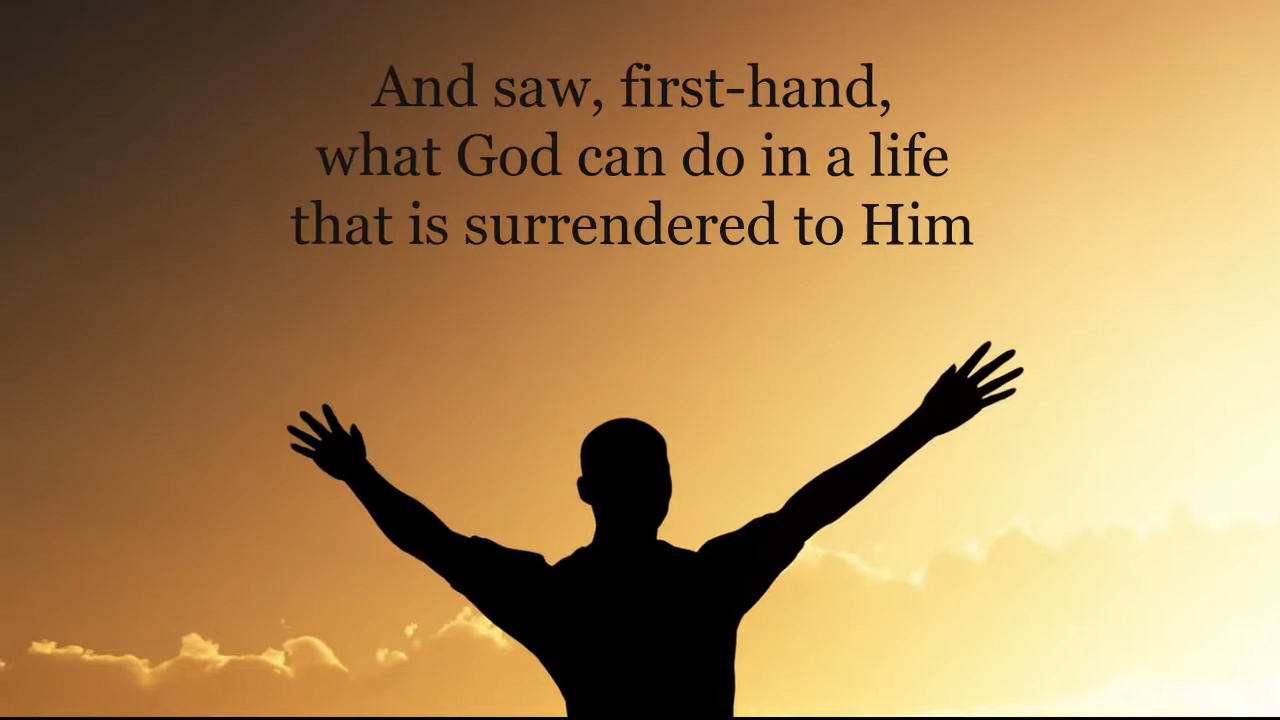 And saw, first-hand,
what God can do in a life
that is surrendered to Him